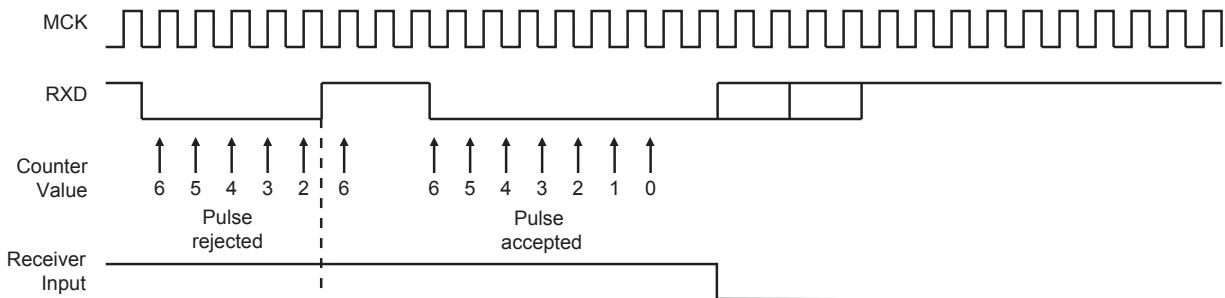 MCK
RXD
Counter
Value
6 5 4 3 2 6 6 5 4 3 2 1 0
Pulse
rejected
Pulse
accepted
Receiver
Input